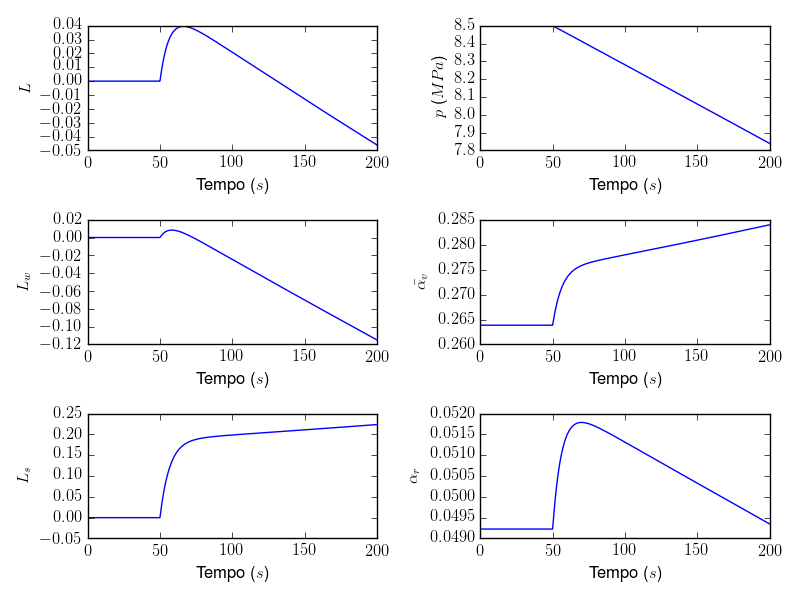 0.04
0.03
0.02
0.01
0.00
−0.01
−0.02
−0.03
−0.04
−0.05
L
0 50 100 150 200
Tempo (s)
8.5
8.4
8.3
8.2
8.1
8.0
7.9
7.8
p (MPa)
0 50 100 150 200
Tempo (s)
0.02
0.00
−0.02
−0.04
−0.06
−0.08
−0.10
−0.12
L_w
0 50 100 150 200
Tempo (s)
0.285
0.280
0.275
0.270
0.265
0.260
ᾱ_v
0 50 100 150 200
Tempo (s)
0.25
0.20
0.15
0.10
0.05
0.00
−0.05
L_s
0 50 100 150 200
Tempo (s)
0.0520
0.0515
0.0510
0.0505
0.0500
0.0495
0.0490
α_r
0 50 100 150 200
Tempo (s)